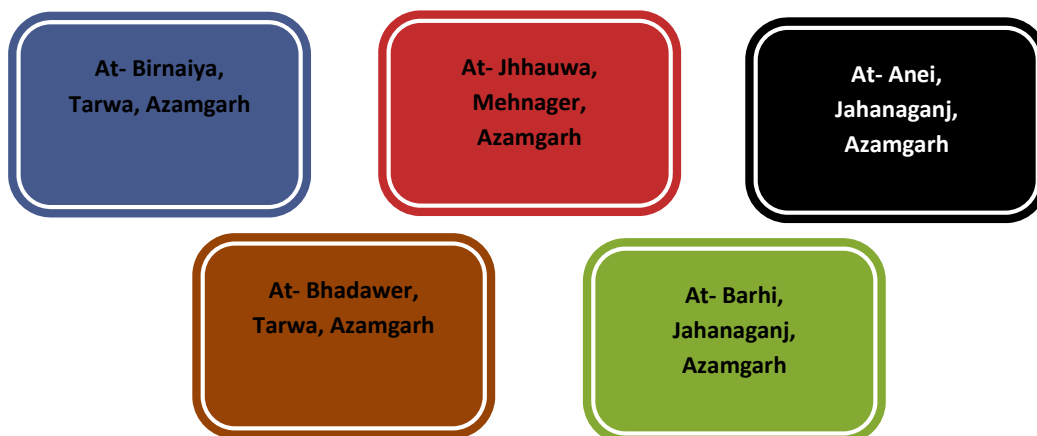 At- Birnaiya,
Tarwa, Azamgarh
At- Jhhauwa,
Mehnager,
Azamgarh
At- Anei,
Jahanaganj,
Azamgarh
At- Bhadawer,
Tarwa, Azamgarh
At- Barhi,
Jahanaganj,
Azamgarh